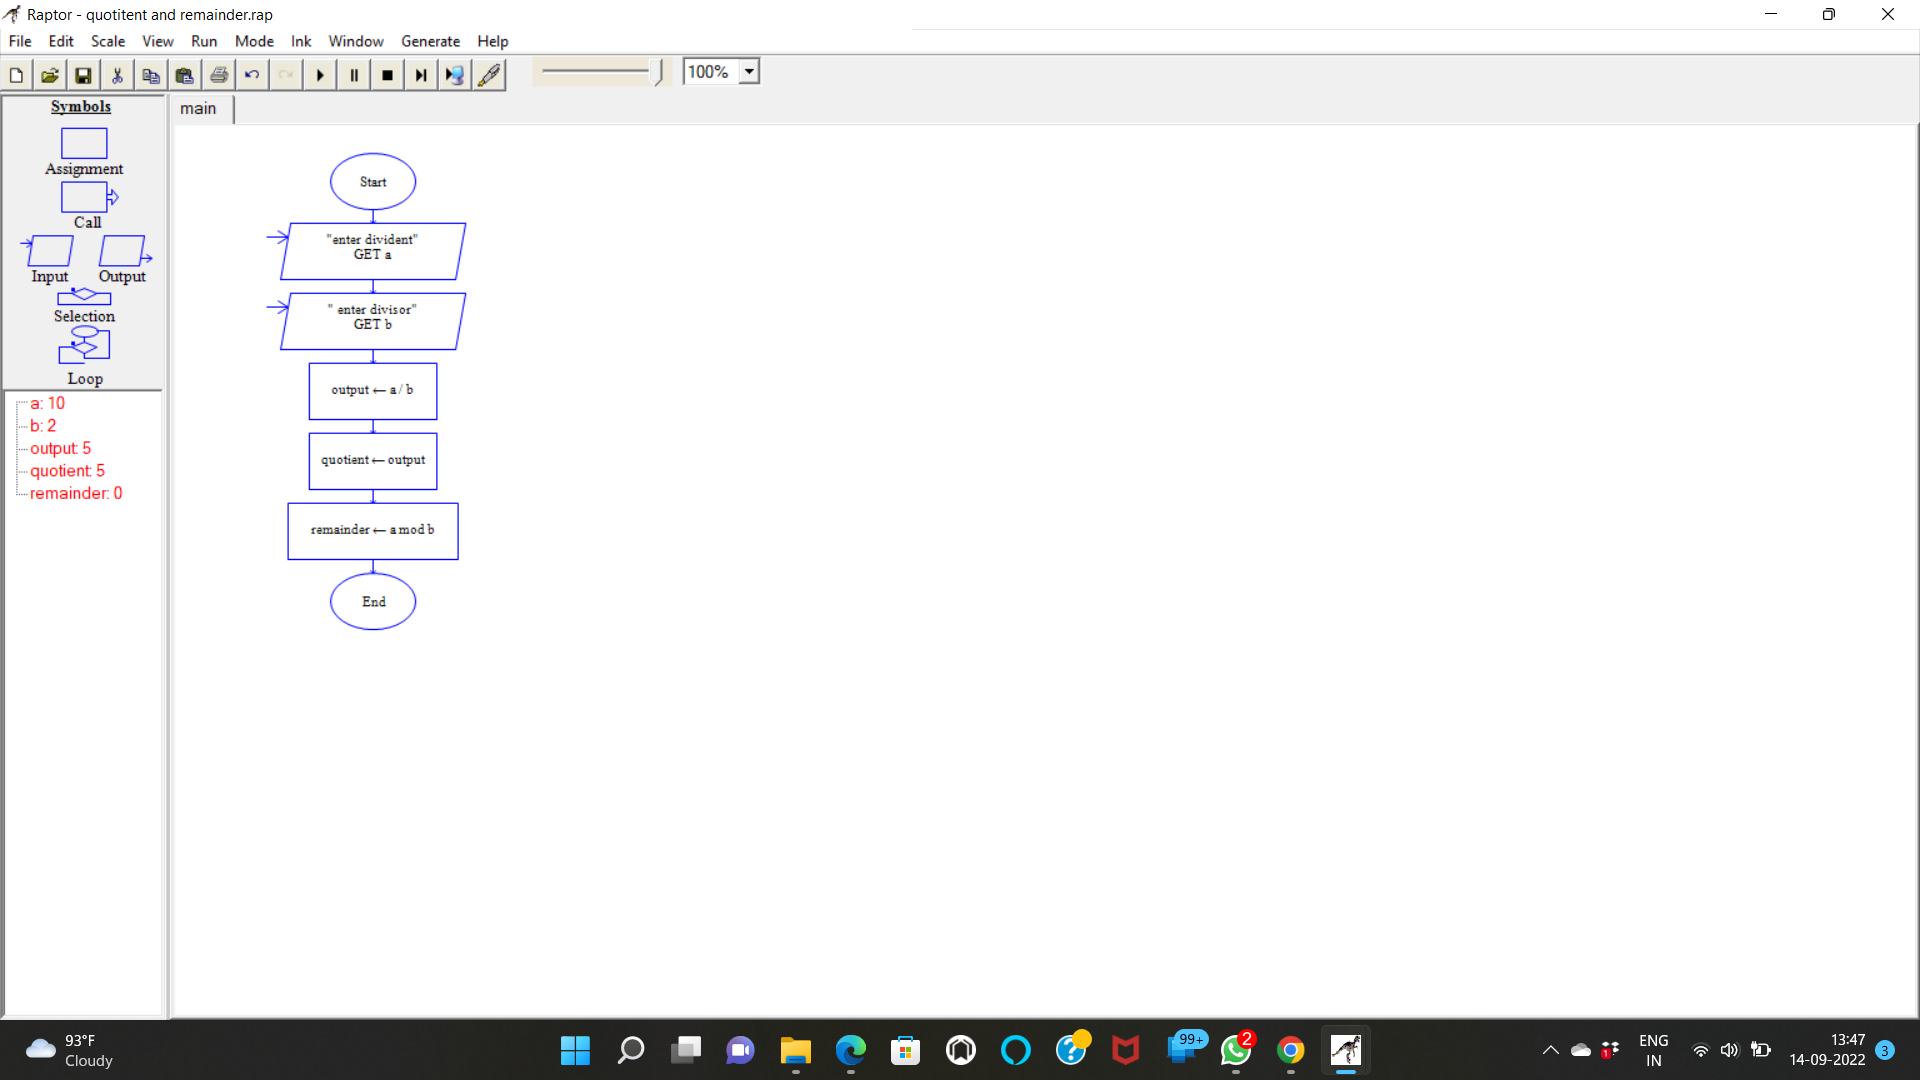 Raptor - quotitent and remainder.rap
File Edit Scale View Run Mode Ink Window Generate Help
100%
Symbols
Assignment
Call
Input Output
Selection
Loop
a: 10
b: 2
output: 5
quotient: 5
remainder: 0
main
Start
"enter divident"
GET a
" enter divisor"
GET b
output ← a / b
quotient ← output
remainder ← a mod b
End
93°F
Cloudy
99+
2
1
ENG
IN
13:47
14-09-2022
3